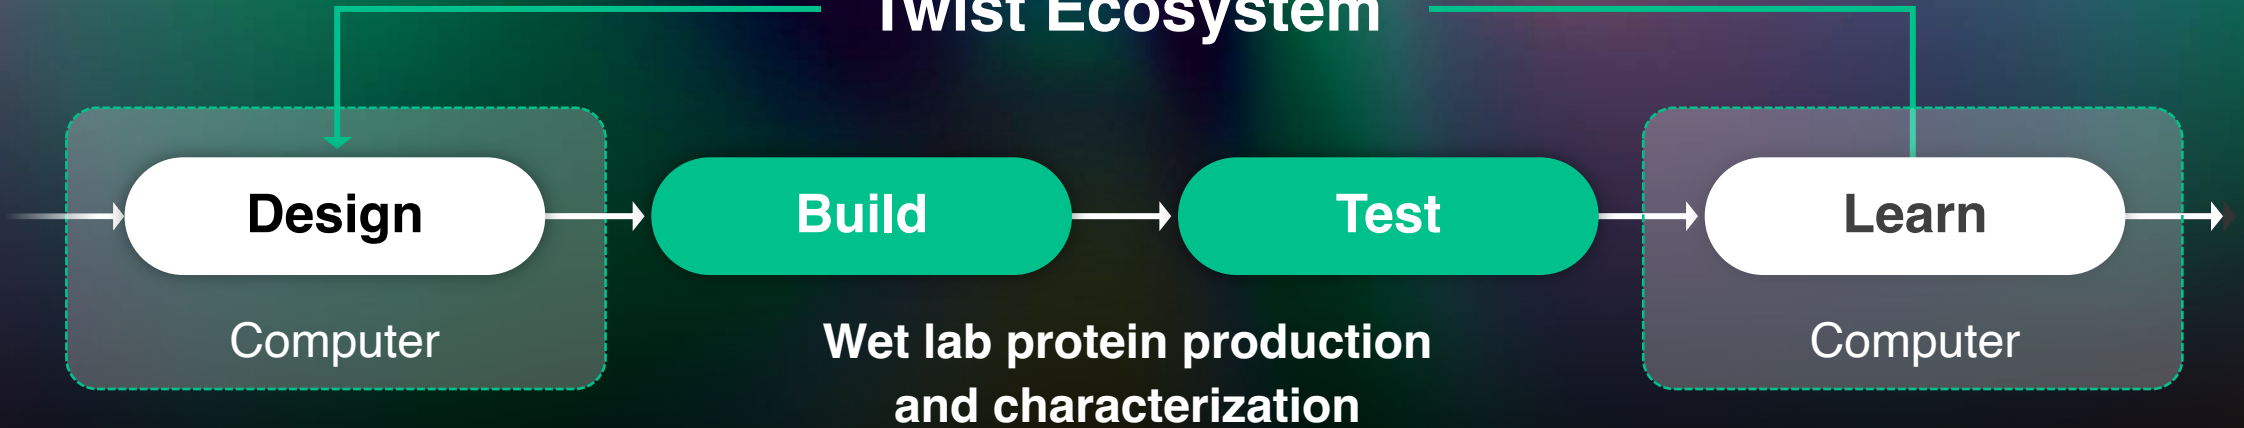 Twist Ecosystem
Design
Build
Test
Learn
Computer
Wet lab protein production
and characterization
Computer